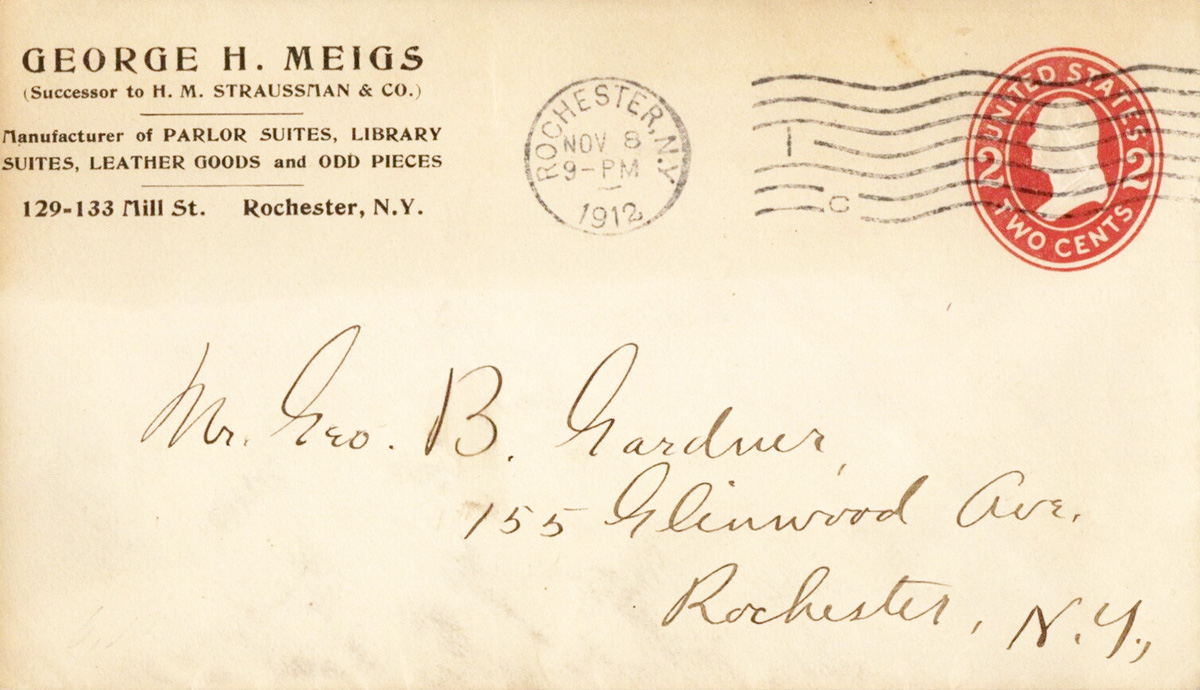 GEORGE H. MEIGS
(Successor to H. M. STRAUSSMAN & CO.)
Manufacturer of PARLOR SUITES, LIBRARY
SUITES, LEATHER GOODS and ODD PIECES
129-133 Mill St. Rochester, N.Y.
ROCHESTER, N.Y.
NOV 8
9-PM
1912
1
C
UNITED STATES
2 2
TWO CENTS
Mr. Geo. B. Gardner,
155 Glinwood Ave.
Rochester, N.Y.,